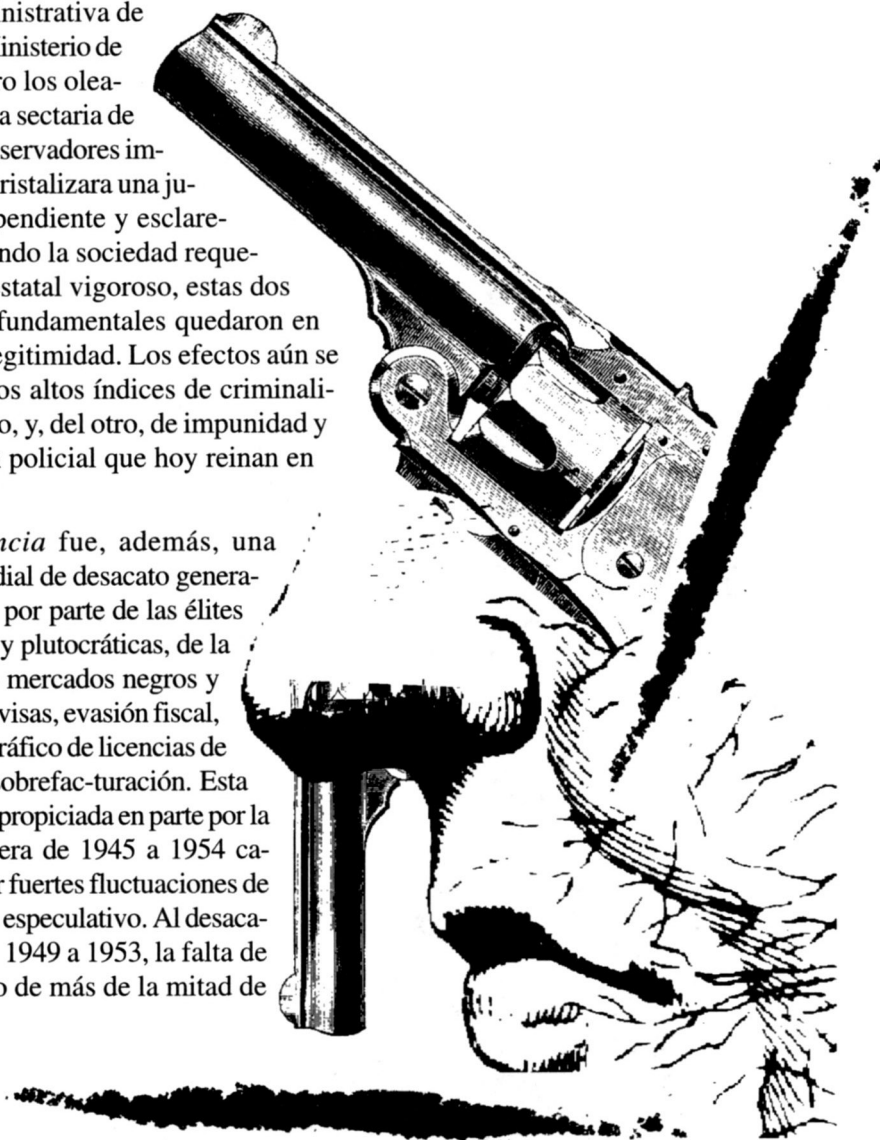 nistrativa de
inisterio de
ro los olea-
a sectaria de
servadores im-
ristalizara una ju-
pendiente y esclare-
ndo la sociedad reque-
statal vigoroso, estas dos
fundamentales quedaron en
egitimidad. Los efectos aún se
os altos índices de criminali-
o, y, del otro, de impunidad y
policial que hoy reinan en
ncia fue, además, una
dial de desacato genera-
por parte de las élites
y plutocráticas, de la
mercados negros y
visas, evasión fiscal,
ráfico de licencias de
obrefac-turación. Esta
propiciada en parte por la
era de 1945 a 1954 ca-
r fuertes fluctuaciones de
especulativo. Al desaca-
1949 a 1953, la falta de
o de más de la mitad de